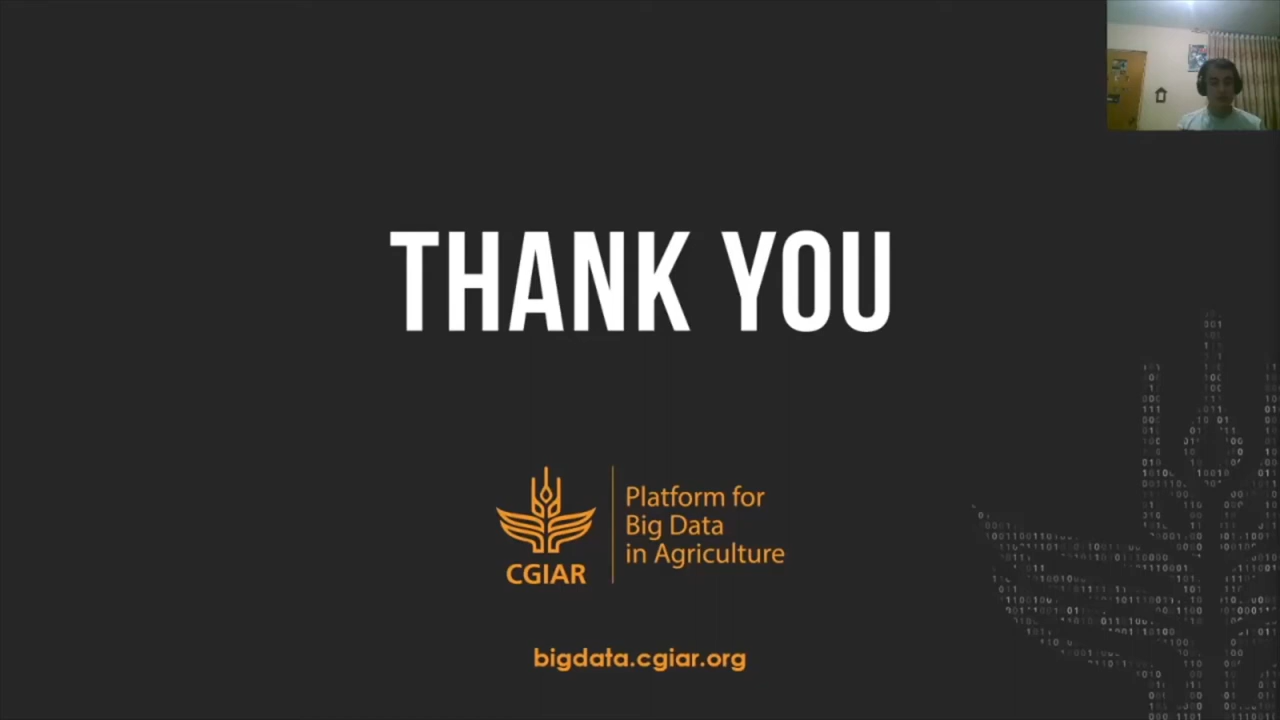 THANK YOU
Platform for
Big Data
in Agriculture
CGIAR
bigdata.cgiar.org